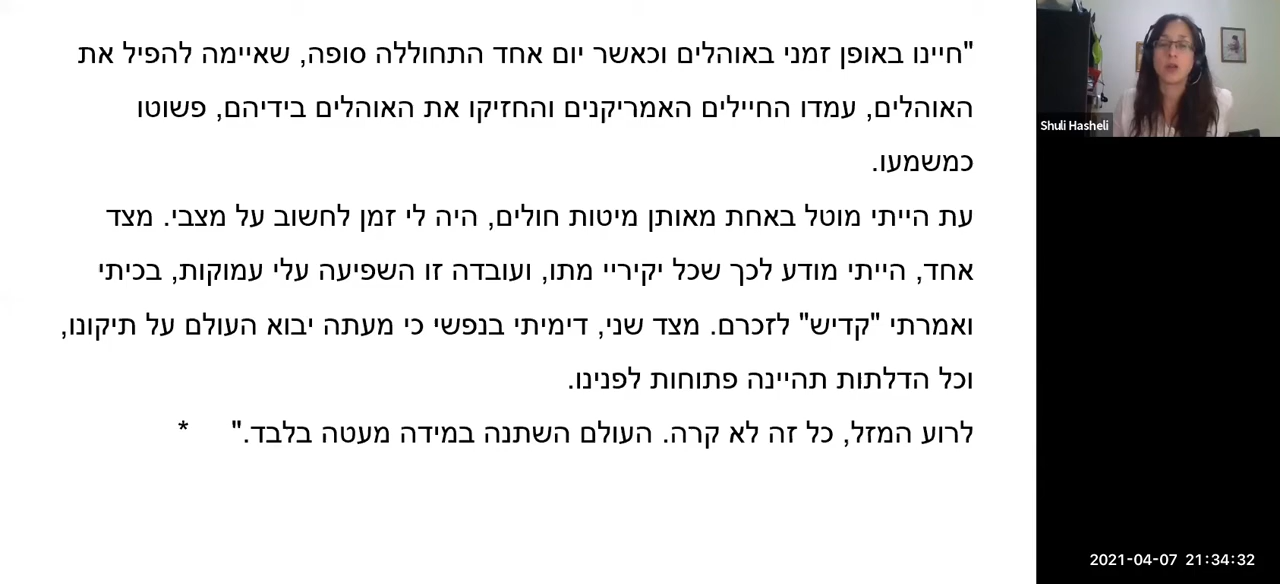 "חיינו באופן זמני באוהלים וכאשר יום אחד התחוללה סופה, שאיימה להפיל את
האוהלים, עמדו החיילים האמריקנים והחזיקו את האוהלים בידיהם, פשוטו
כמשמעו.
עת הייתי מוטל באחת מאותן מיטות חולים, היה לי זמן לחשוב על מצבי. מצד
אחד, הייתי מודע לכך שכל יקיריי מתו, ועובדה זו השפיעה עלי עמוקות, בכיתי
ואמרתי "קדיש" לזכרם. מצד שני, דימיתי בנפשי כי מעתה יבוא העולם על תיקונו,
וכל הדלתות תהיינה פתוחות לפנינו.
לרוע המזל, כל זה לא קרה. העולם השתנה במידה מעטה בלבד." *
Shuli Hasheli
2021-04-07 21:34:32